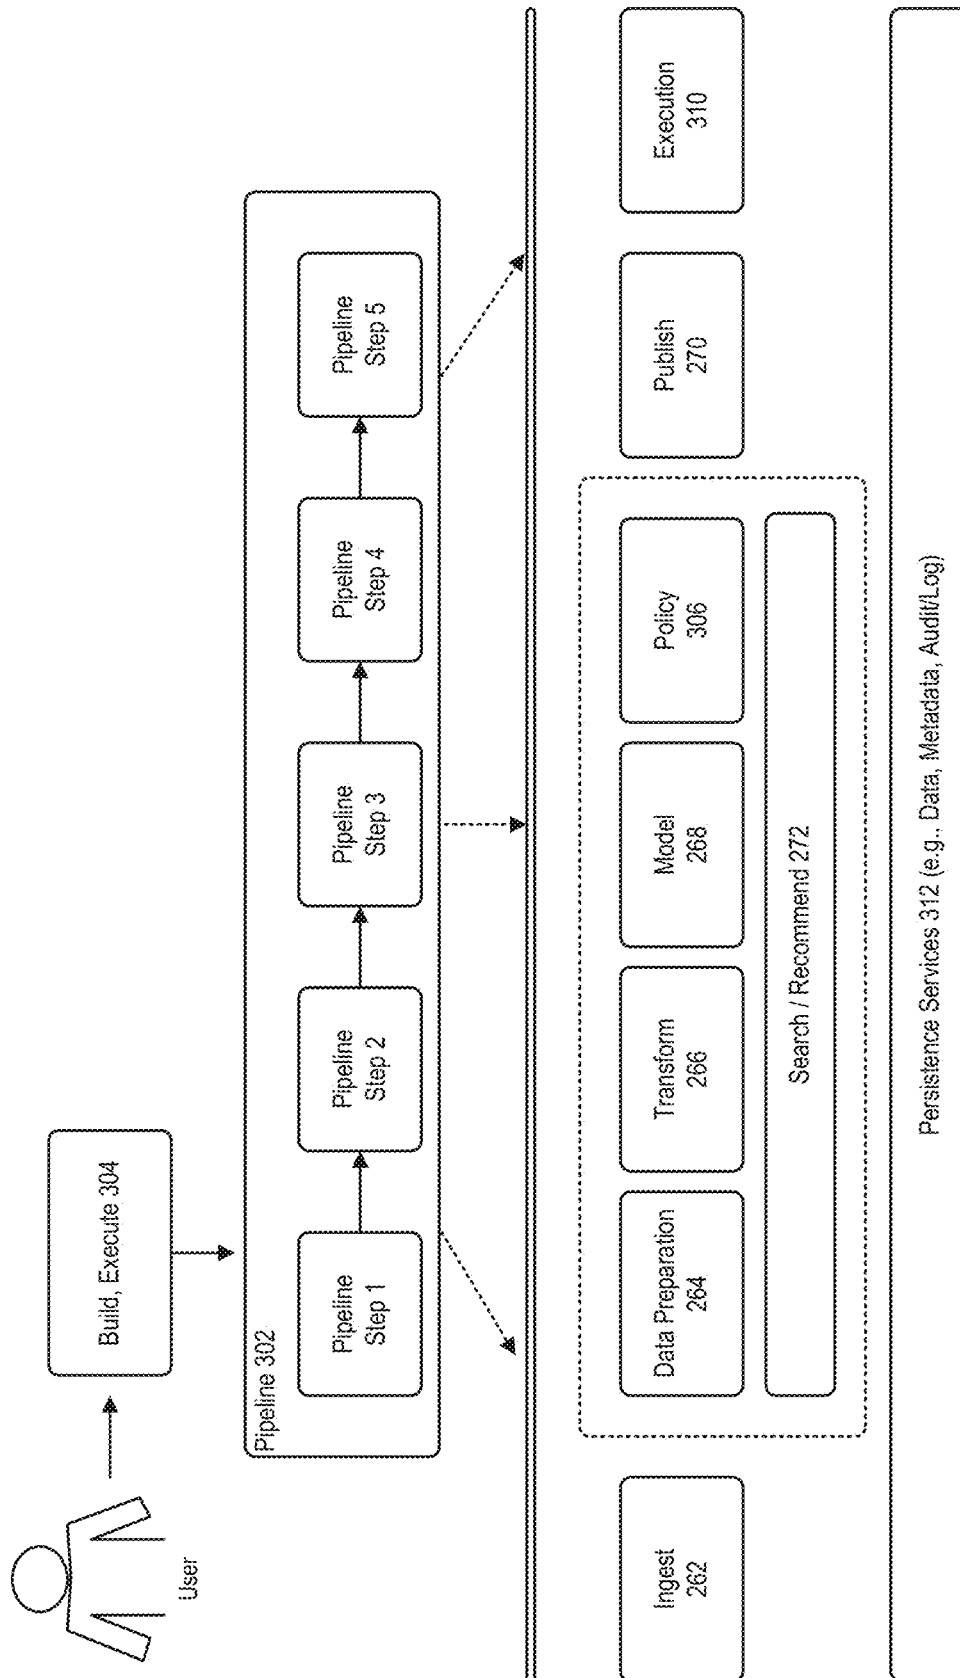 User
Build, Execute 304
Pipeline 302
Pipeline
Step 1
Pipeline
Step 2
Pipeline
Step 3
Pipeline
Step 4
Pipeline
Step 5
Ingest
262
Data Preparation
264
Transform
266
Model
268
Policy
306
Search / Recommend 272
Publish
270
Execution
310
Persistence Services 312 (e.g., Data, Metadata, Audit/Log)